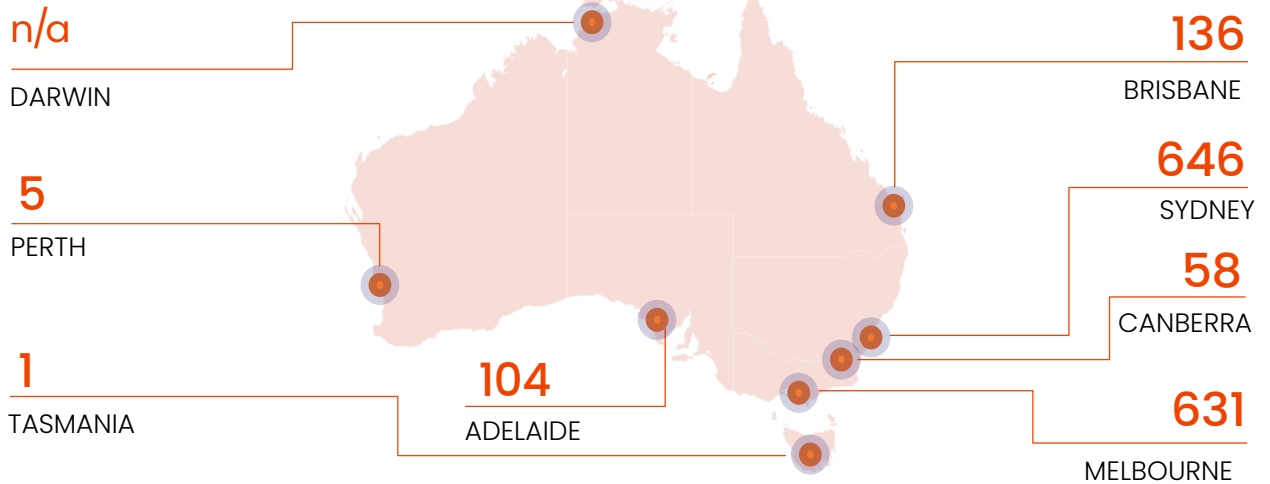 n/a
DARWIN
5
PERTH
1
TASMANIA
104
ADELAIDE
136
BRISBANE
646
SYDNEY
58
CANBERRA
631
MELBOURNE